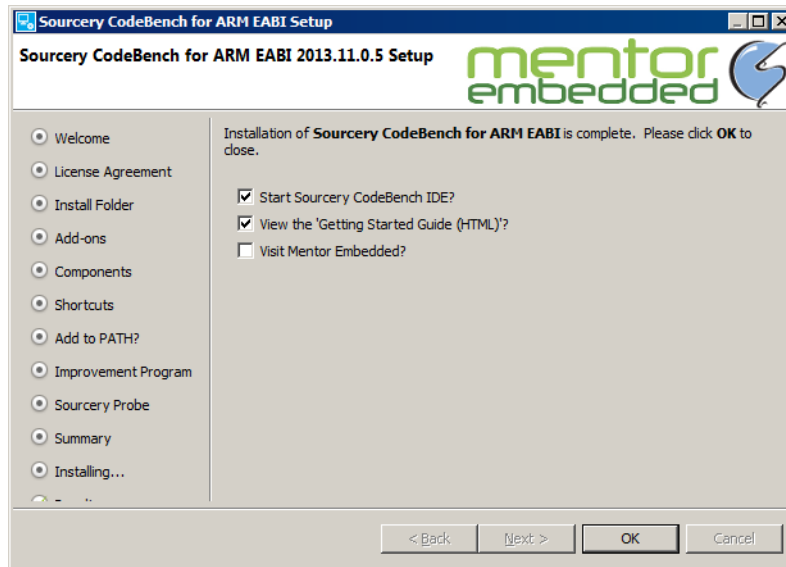 Sourcery CodeBench for ARM EABI Setup
Sourcery CodeBench for ARM EABI 2013.11.0.5 Setup
mentor
embedded
Welcome
License Agreement
Install Folder
Add-ons
Components
Shortcuts
Add to PATH?
Improvement Program
Sourcery Probe
Summary
Installing...
Installation of Sourcery CodeBench for ARM EABI is complete. Please click OK to
close.
Start Sourcery CodeBench IDE?
View the 'Getting Started Guide (HTML)'?
Visit Mentor Embedded?
< Back
Next >
OK
Cancel